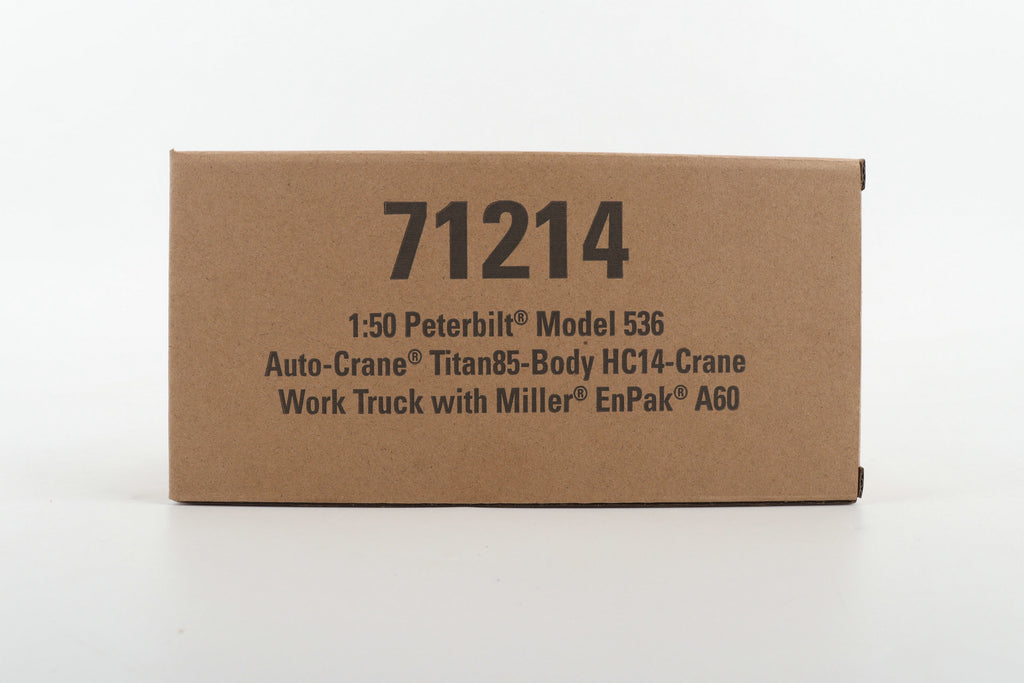 71214
1:50 Peterbilt® Model 536
Auto-Crane® Titan85-Body HC14-Crane
Work Truck with Miller® EnPak® A60